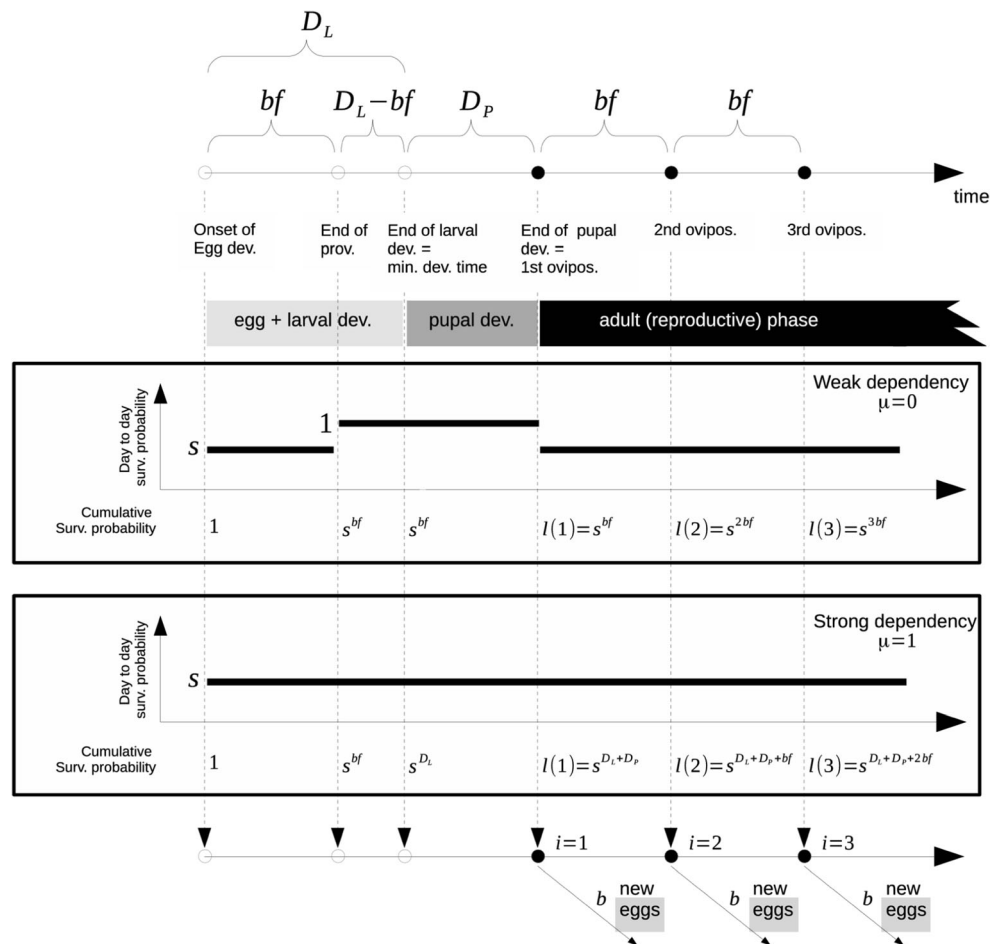 D_L
bf D_L−bf D_P bf bf
time
Onset of
Egg dev.
End of
prov.
End of larval
dev. =
min. dev. time
End of pupal
dev. =
1st ovipos.
2nd ovipos.
3rd ovipos.
egg + larval dev. pupal dev. adult (reproductive) phase
Weak dependency
μ=0
Day to day
surv. probability
s
1
Cumulative
Surv. probability
1 s^{bf} s^{bf} l(1)=s^{bf} l(2)=s^{2bf} l(3)=s^{3bf}
Strong dependency
μ=1
Day to day
surv. probability
s
Cumulative
Surv. probability
1 s^{bf} s^{D_L} l(1)=s^{D_L+D_P} l(2)=s^{D_L+D_P+bf} l(3)=s^{D_L+D_P+2bf}
i=1 i=2 i=3
b new
eggs
b new
eggs
b new
eggs